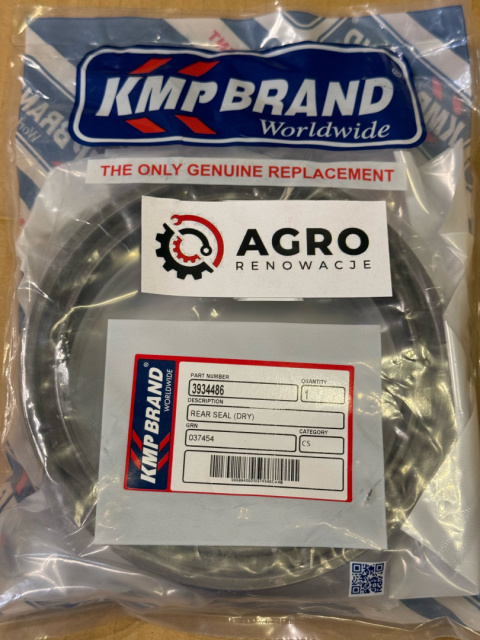 KMP BRAND®
Worldwide
THE ONLY GENUINE REPLACEMENT
AGRO
RENOWACJE
KMP BRAND
WORLDWIDE
PART NUMBER
3934486
QUANTITY
1
DESCRIPTION
REAR SEAL (DRY)
GRN
037454
CATEGORY
CS